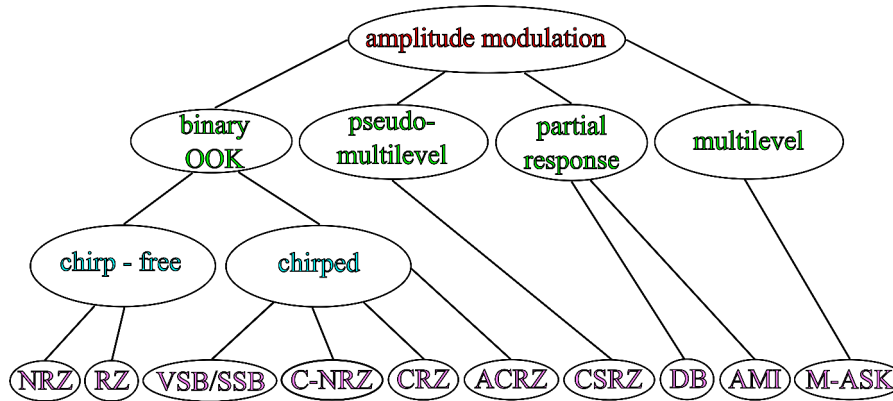 amplitude modulation
binary
OOK
pseudo-
multilevel
partial
response
multilevel
chirp - free
chirped
NRZ
RZ
VSB/SSB
C-NRZ
CRZ
ACRZ
CSRZ
DB
AMI
M-ASK